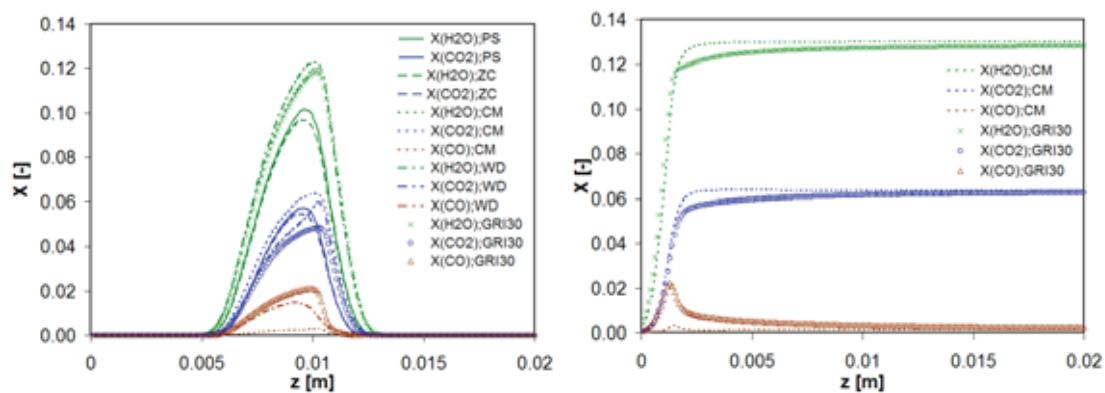 0.14
0.12
0.10
0.08
0.06
0.04
0.02
0.00
X [-]
0
0.005
0.01
0.015
0.02
z [m]
X(H2O);PS
X(CO2);PS
X(H2O);ZC
X(CO2);ZC
X(H2O);CM
X(CO2);CM
X(CO);CM
X(H2O);WD
X(CO2);WD
X(CO);WD
X(H2O);GRI30
X(CO2);GRI30
X(CO);GRI30
0.14
0.12
0.10
0.08
0.06
0.04
0.02
0.00
X [-]
0
0.005
0.01
0.015
0.02
z [m]
X(H2O);CM
X(CO2);CM
X(CO);CM
X(H2O);GRI30
X(CO2);GRI30
X(CO);GRI30